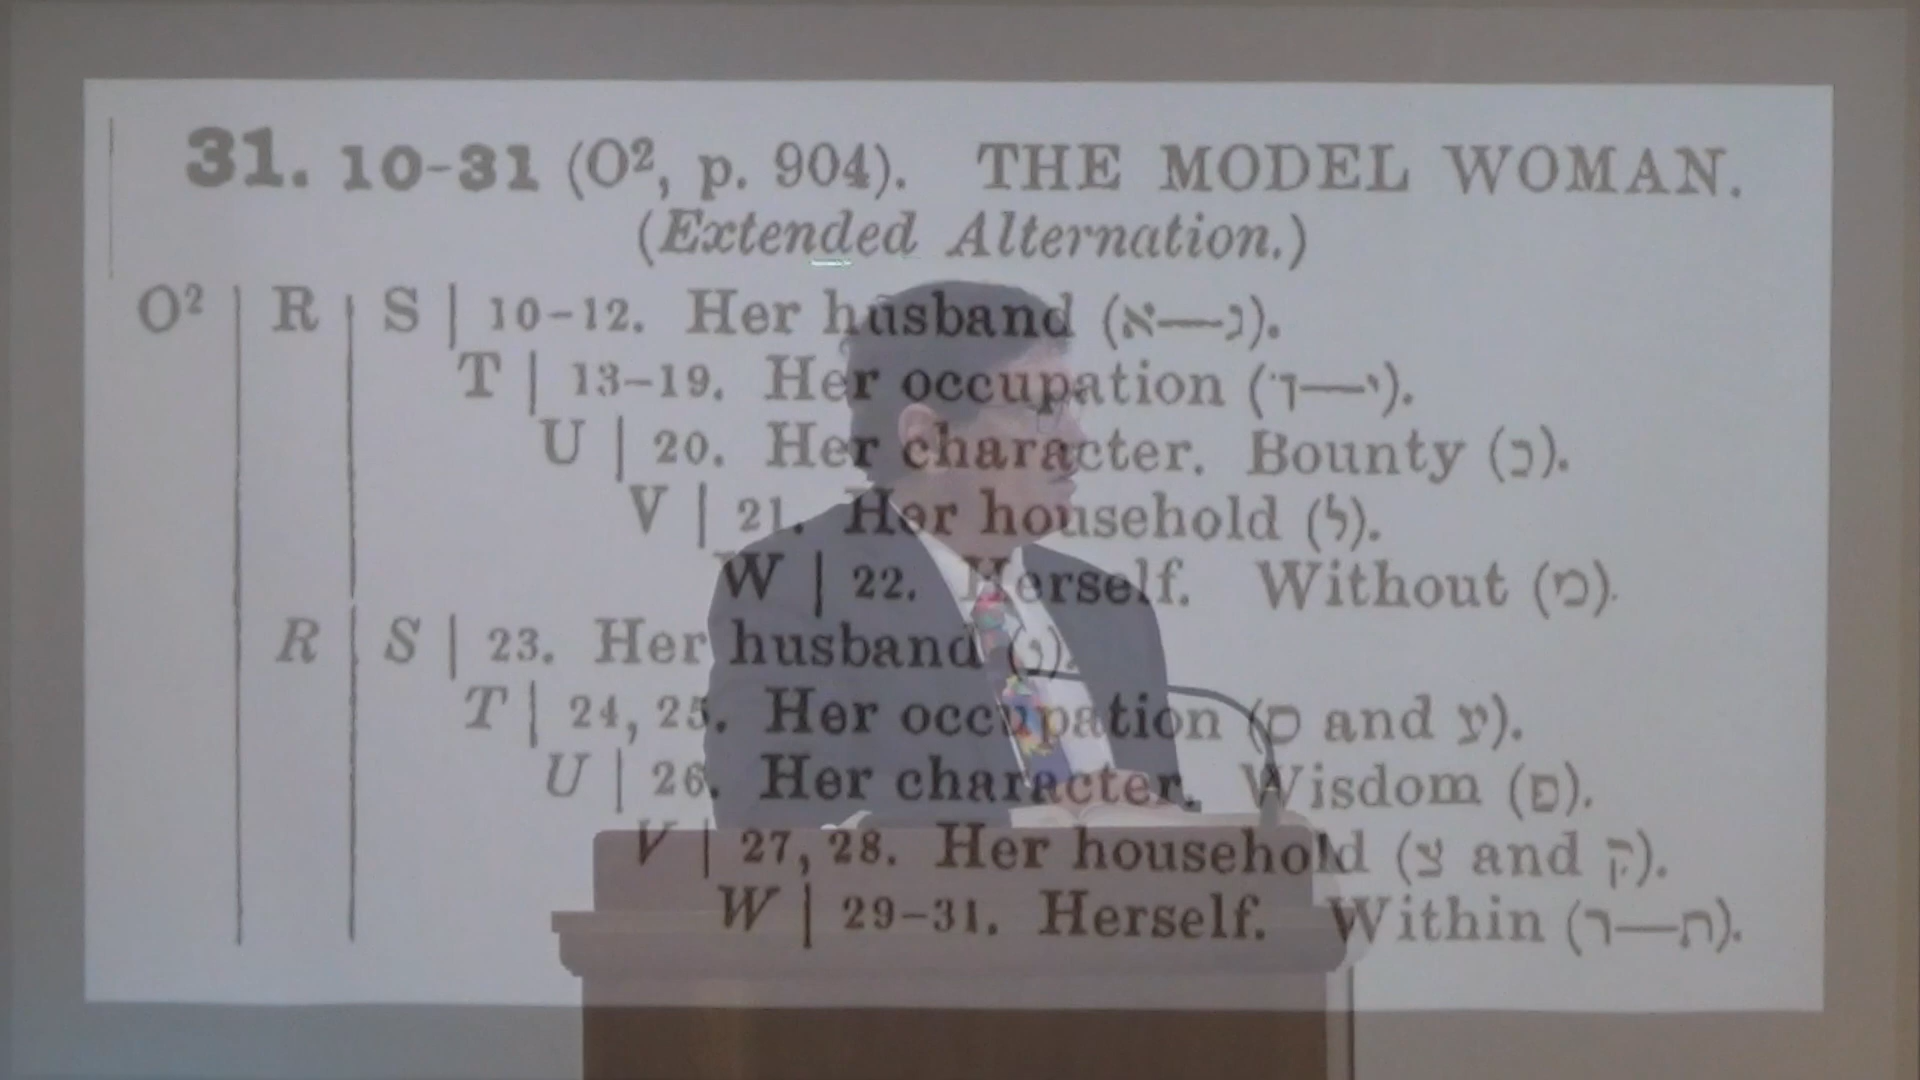 31. 10-31 (O², p. 904). THE MODEL WOMAN.
(Extended Alternation.)
O² | R | S | 10-12. Her husband (א—ג).
T | 13-19. Her occupation (ד—י).
U | 20. Her character. Bounty (כ).
V | 21. Her household (ל).
W | 22. Herself. Without (מ).
R | S | 23. Her husband (נ).
T | 24, 25. Her occupation (ס and ע).
U | 26. Her character. Wisdom (פ).
V | 27, 28. Her household (צ and ק).
W | 29-31. Herself. Within (ר—ת).